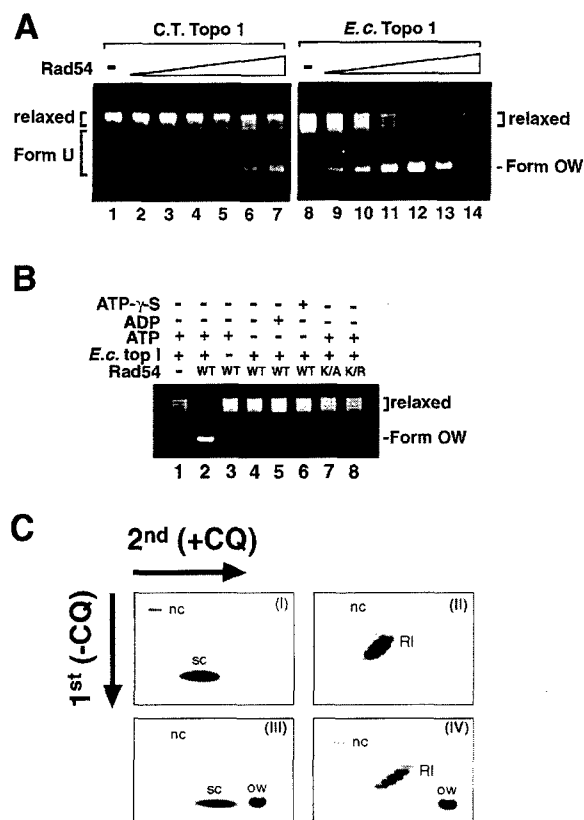 A
C.T. Topo 1
E.c. Topo 1
Rad54 -
-
relaxed
Form U
relaxed
- Form OW
1 2 3 4 5 6 7 8 9 10 11 12 13 14
B
ATP-γ-S - - - - - + - -
ADP - - - - + - - -
ATP + + + - - - + +
E.c. top I + + - + + + + +
Rad54 - WT WT WT WT WT K/A K/R
relaxed
-Form OW
1 2 3 4 5 6 7 8
C
2nd (+CQ)
1st (-CQ)
nc
sc
(I)
nc
RI
(II)
nc
sc
ow
(III)
nc
RI
ow
(IV)